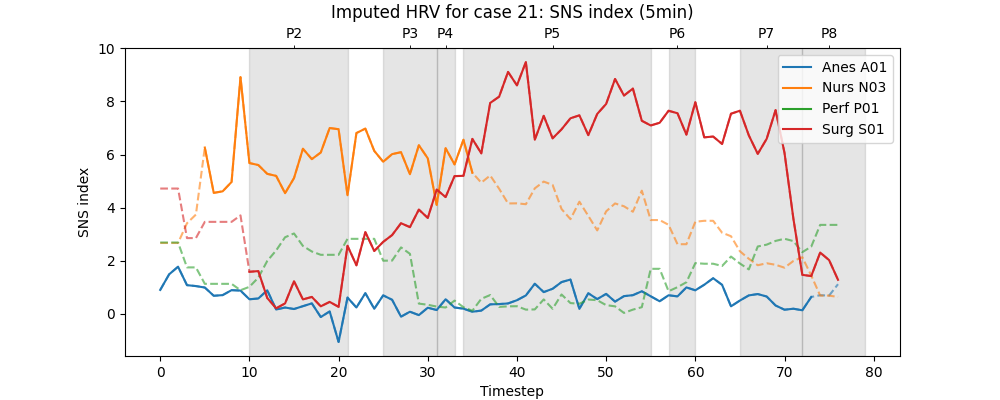 Imputed HRV for case 21: SNS index (5min)
P2 P3 P4 P5 P6 P7 P8
10
8
6
4
2
0
SNS index
Anes A01
Nurs N03
Perf P01
Surg S01
0 10 20 30 40 50 60 70 80
Timestep